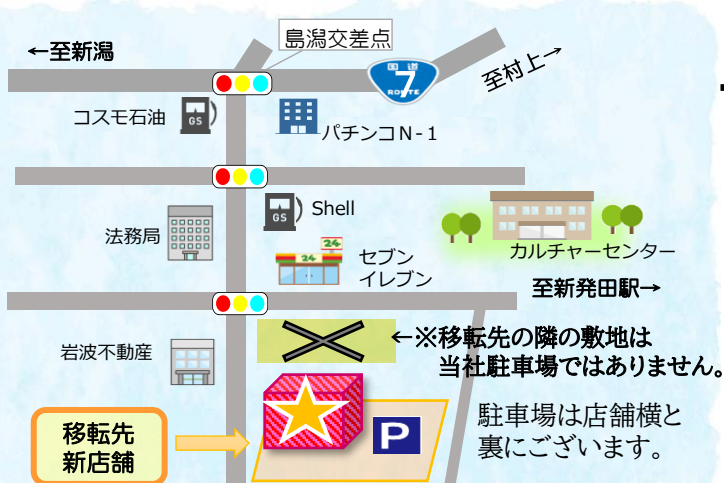 島潟交差点
←至新潟
国道
7
ROUTE
至村上→
コスモ石油
GS
パチンコN-1
GS
Shell
法務局
24
24
セブン
イレブン
カルチャーセンター
至新発田駅→
岩波不動産
←※移転先の隣の敷地は
当社駐車場ではありません。
移転先
新店舗
P
駐車場は店舗横と
裏にございます。